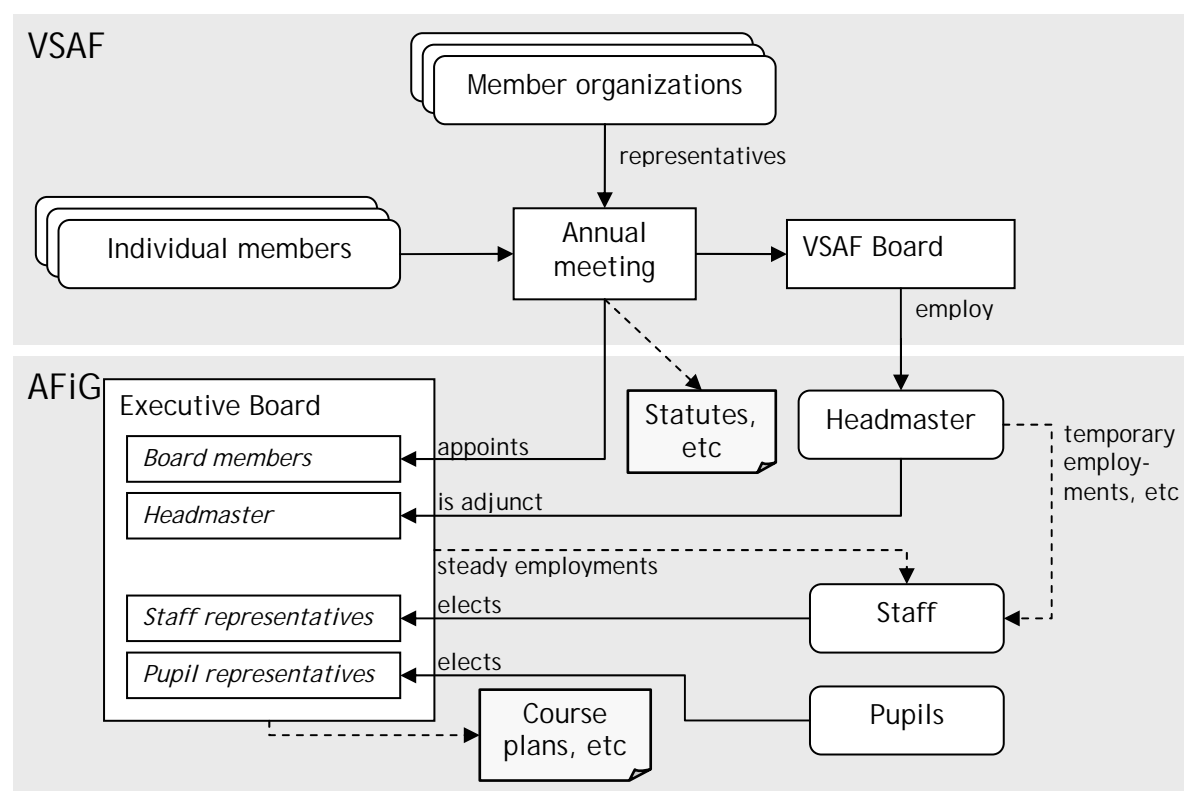 VSAF
Member organizations
representatives
Individual members
Annual
meeting
VSAF Board
employ
AFiG
Executive Board
Board members
appoints
Headmaster
is adjunct
steady employments
Staff representatives
elects
Pupil representatives
elects
Statutes,
etc
Headmaster
temporary
employ-
ments, etc
Staff
Pupils
Course
plans, etc